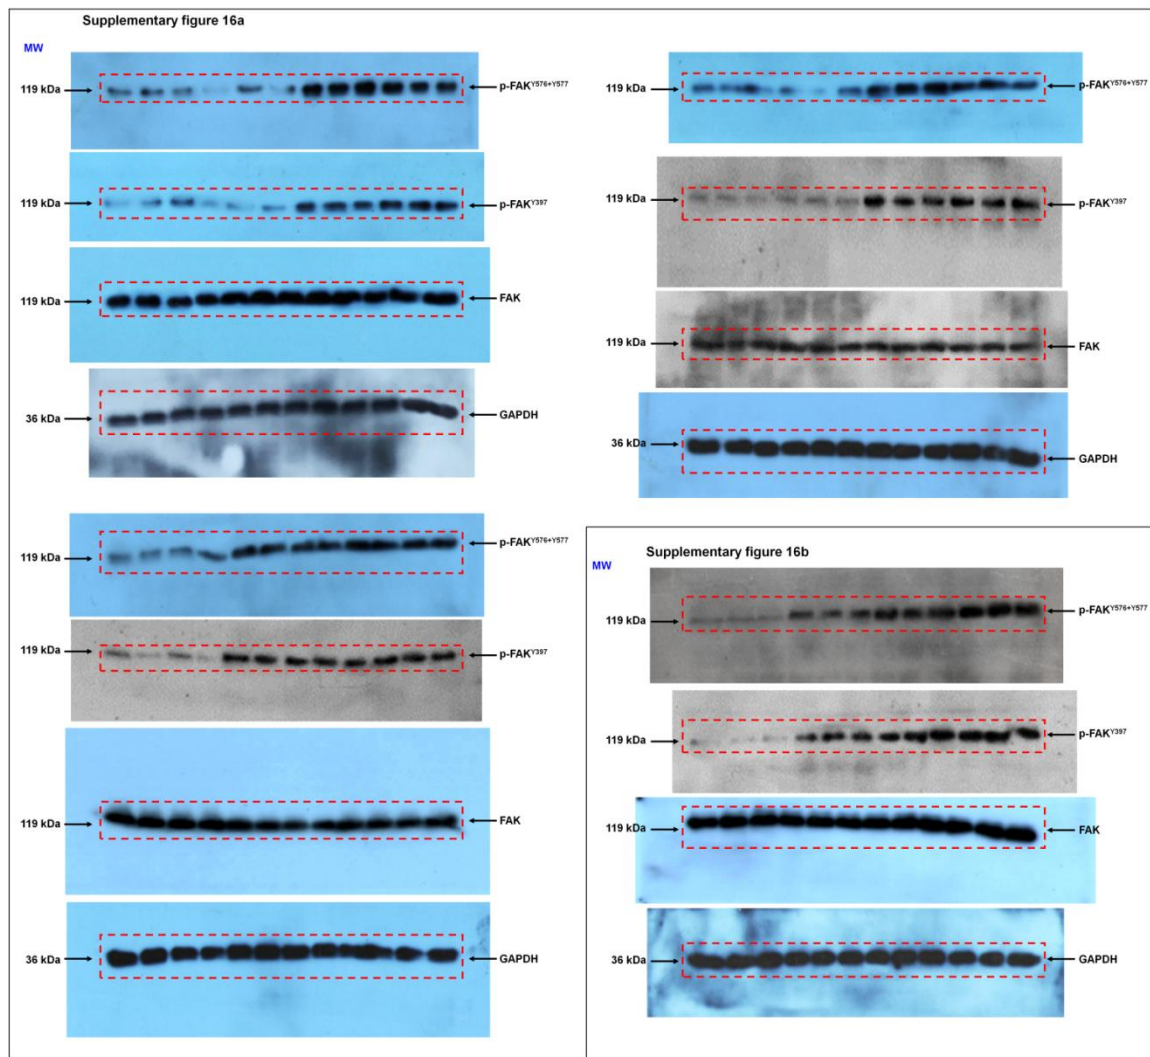 Supplementary figure 16a
MW
119 kDa
p-FAKY576+Y577
119 kDa
p-FAKY397
119 kDa
FAK
36 kDa
GAPDH
119 kDa
p-FAKY576+Y577
119 kDa
p-FAKY397
119 kDa
FAK
36 kDa
GAPDH
119 kDa
p-FAKY576+Y577
119 kDa
p-FAKY397
119 kDa
FAK
36 kDa
GAPDH
Supplementary figure 16b
MW
119 kDa
p-FAKY576+Y577
119 kDa
p-FAKY397
119 kDa
FAK
36 kDa
GAPDH